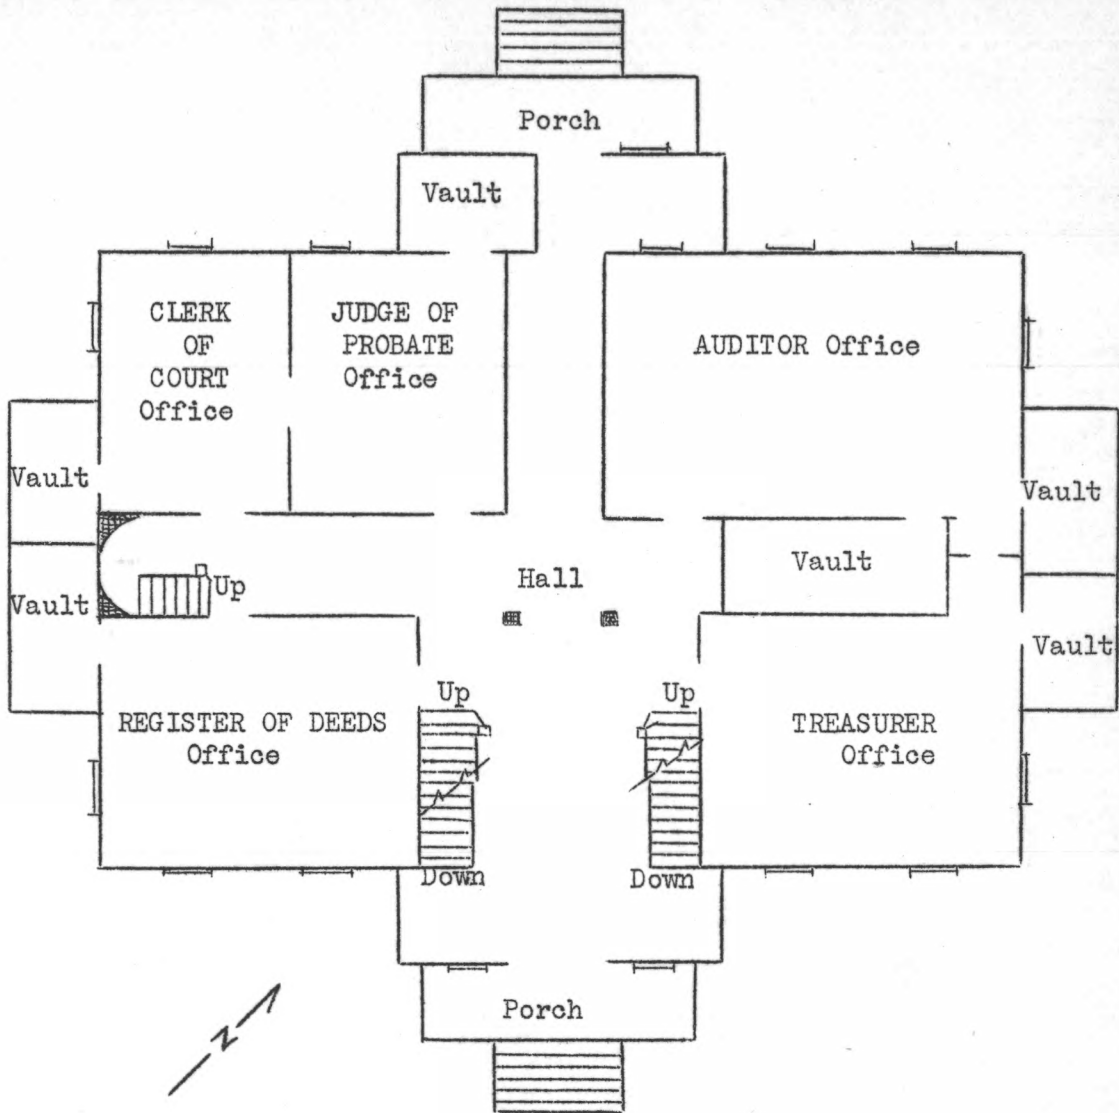 Porch
Vault
CLERK
OF
COURT
Office
JUDGE OF
PROBATE
Office
AUDITOR Office
Vault
Vault
Vault
Up
Hall
Vault
Vault
Up
Up
REGISTER OF DEEDS
Office
TREASURER
Office
Down
Down
Porch
N